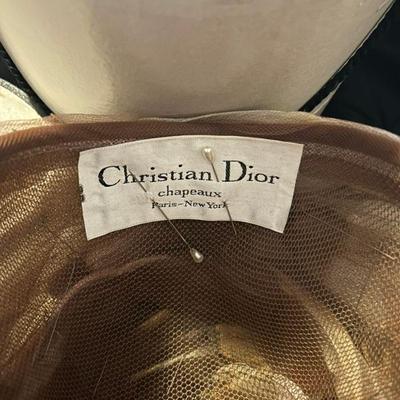 Christian Dior
chapeaux
Paris-New York